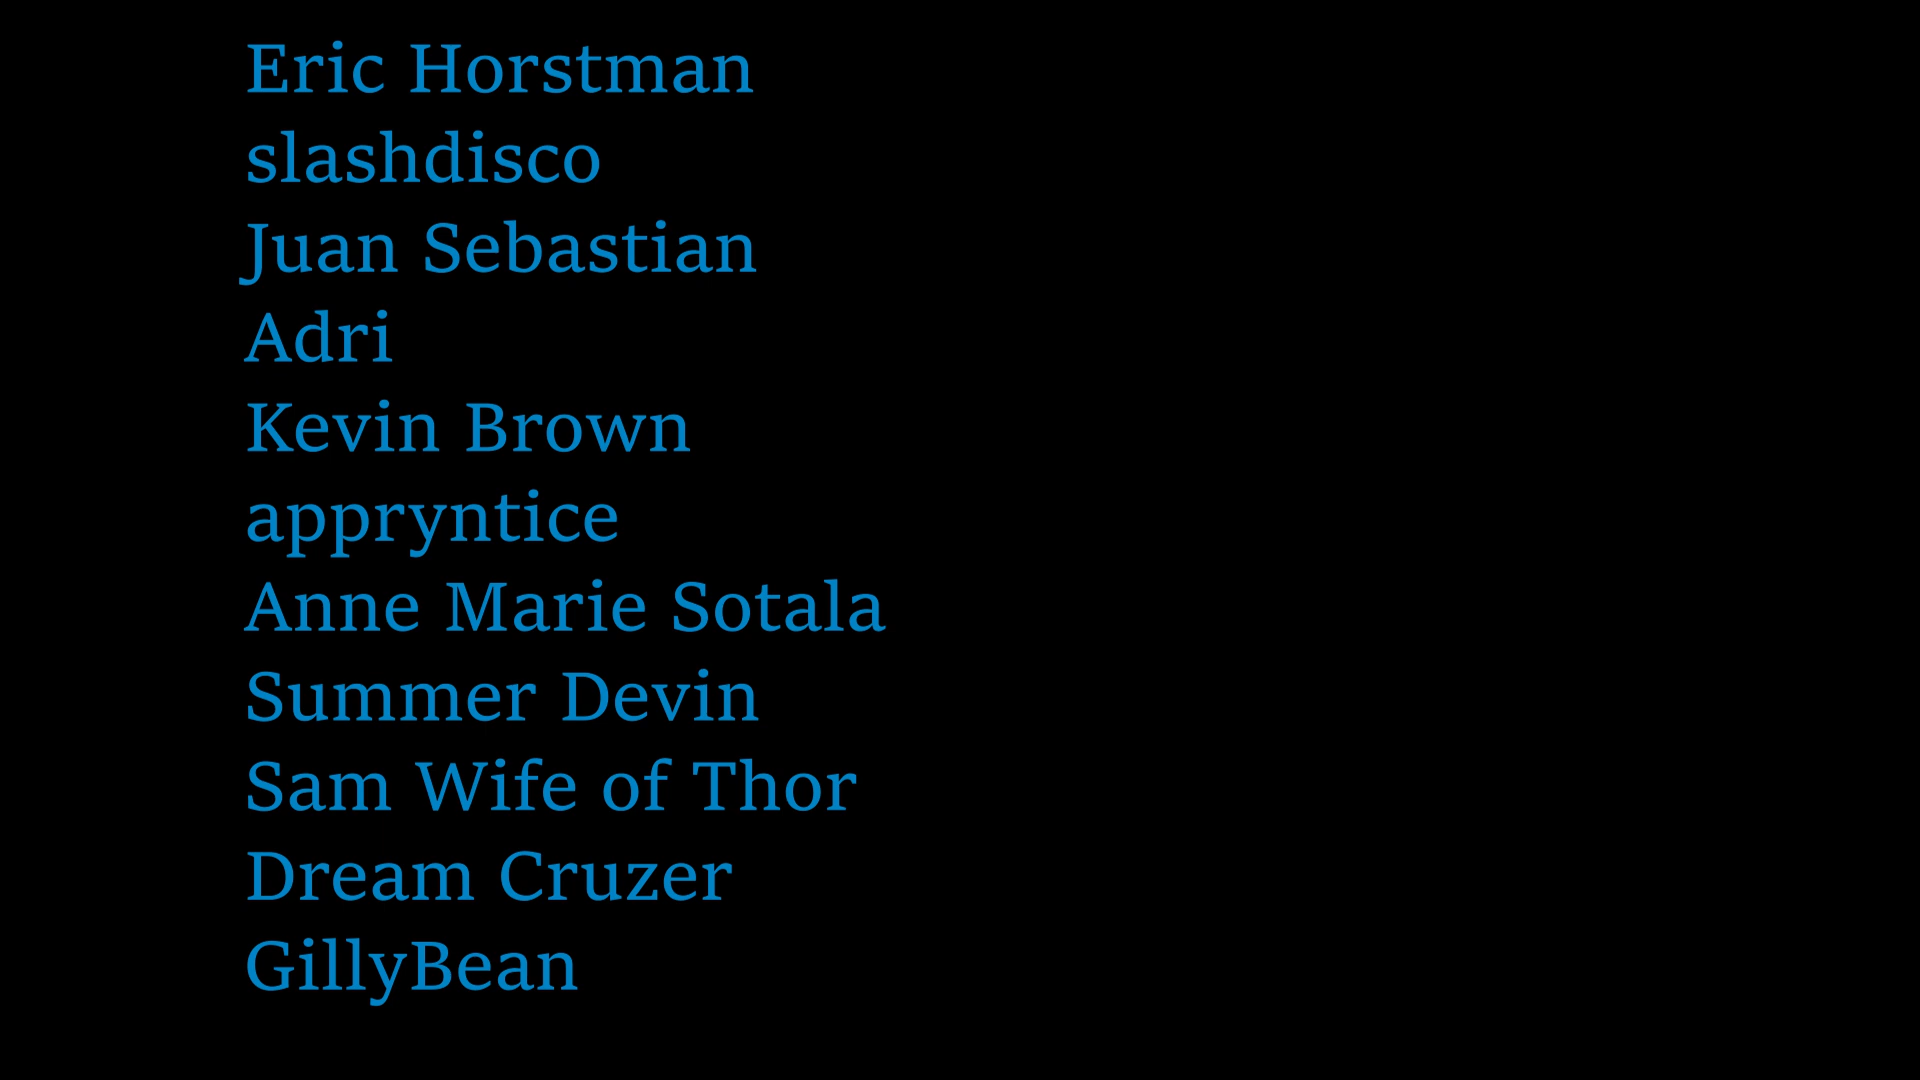 Eric Horstman
slashdisco
Juan Sebastian
Adri
Kevin Brown
appryntice
Anne Marie Sotala
Summer Devin
Sam Wife of Thor
Dream Cruzer
GillyBean